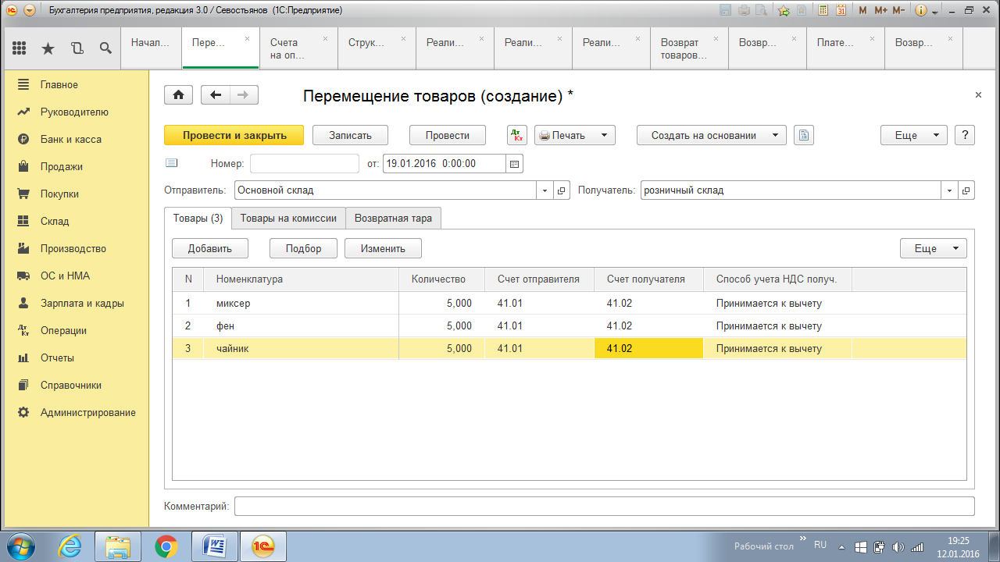 Бухгалтерия предприятия, редакция 3.0 / Севостьянов (1С:Предприятие)
M M+ M-
31
Начал... Пере... Счета на оп... Струк... Реали... Реали... Реали... Возврат товаров... Возвр... Плате... Возвр...
Главное
Руководителю
Банк и касса
Продажи
Покупки
Склад
Производство
ОС и НМА
Зарплата и кадры
Операции
Отчеты
Справочники
Администрирование
Перемещение товаров (создание) *
Провести и закрыть Записать Провести Дт Кт Печать Создать на основании Еще ?
Номер: от: 19.01.2016 0:00:00
Отправитель: Основной склад Получатель: розничный склад
Товары (3) Товары на комиссии Возвратная тара
Добавить Подбор Изменить Еще
N Номенклатура Количество Счет отправителя Счет получателя Способ учета НДС получ.
1 миксер 5,000 41.01 41.02 Принимается к вычету
2 фен 5,000 41.01 41.02 Принимается к вычету
3 чайник 5,000 41.01 41.02 Принимается к вычету
Комментарий:
Рабочий стол » RU 19:25
12.01.2016